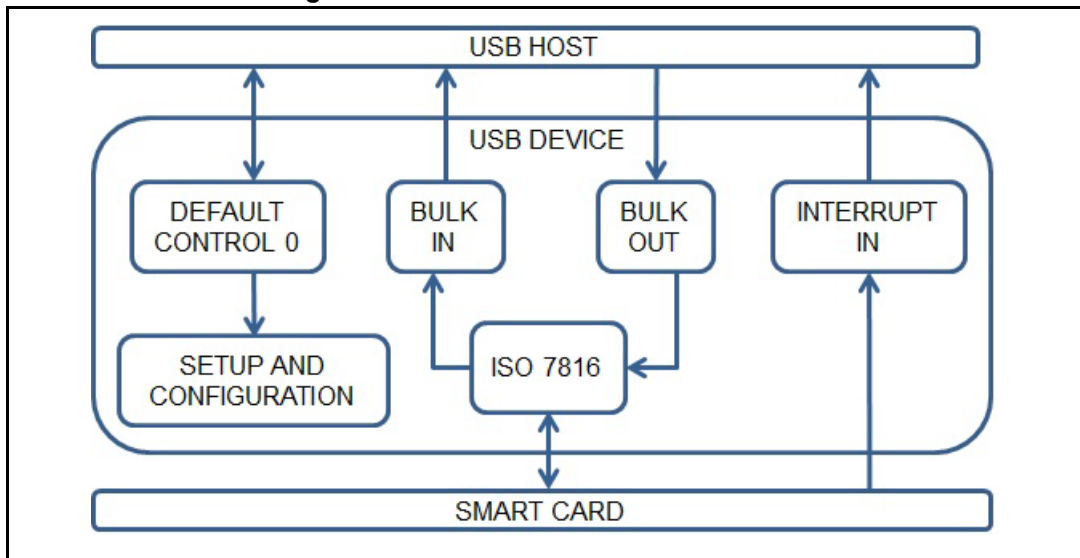 USB HOST
USB DEVICE
DEFAULT
CONTROL 0
BULK
IN
BULK
OUT
INTERRUPT
IN
SETUP AND
CONFIGURATION
ISO 7816
SMART CARD